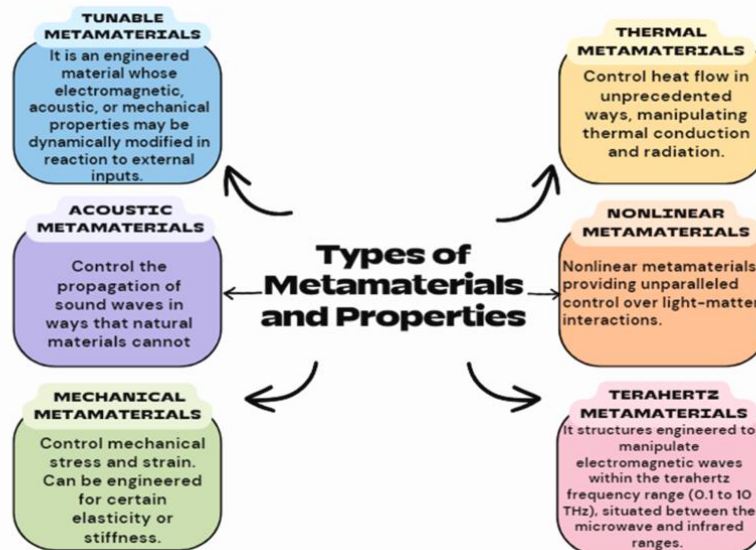 TUNABLE
METAMATERIALS
It is an engineered
material whose
electromagnetic,
acoustic, or mechanical
properties may be
dynamically modified in
reaction to external
inputs.
ACOUSTIC
METAMATERIALS
Control the
propagation of
sound waves in
ways that natural
materials cannot
MECHANICAL
METAMATERIALS
Control mechanical
stress and strain.
Can be engineered
for certain
elasticity or
stiffness.
Types of
Metamaterials
and Properties
THERMAL
METAMATERIALS
Control heat flow in
unprecedented
ways, manipulating
thermal conduction
and radiation.
NONLINEAR
METAMATERIALS
Nonlinear metamaterials
providing unparalleled
control over light-matter
interactions.
TERAHERTZ
METAMATERIALS
It structures engineered to
manipulate
electromagnetic waves
within the terahertz
frequency range (0.1 to 10
THz), situated between the
microwave and infrared
ranges.